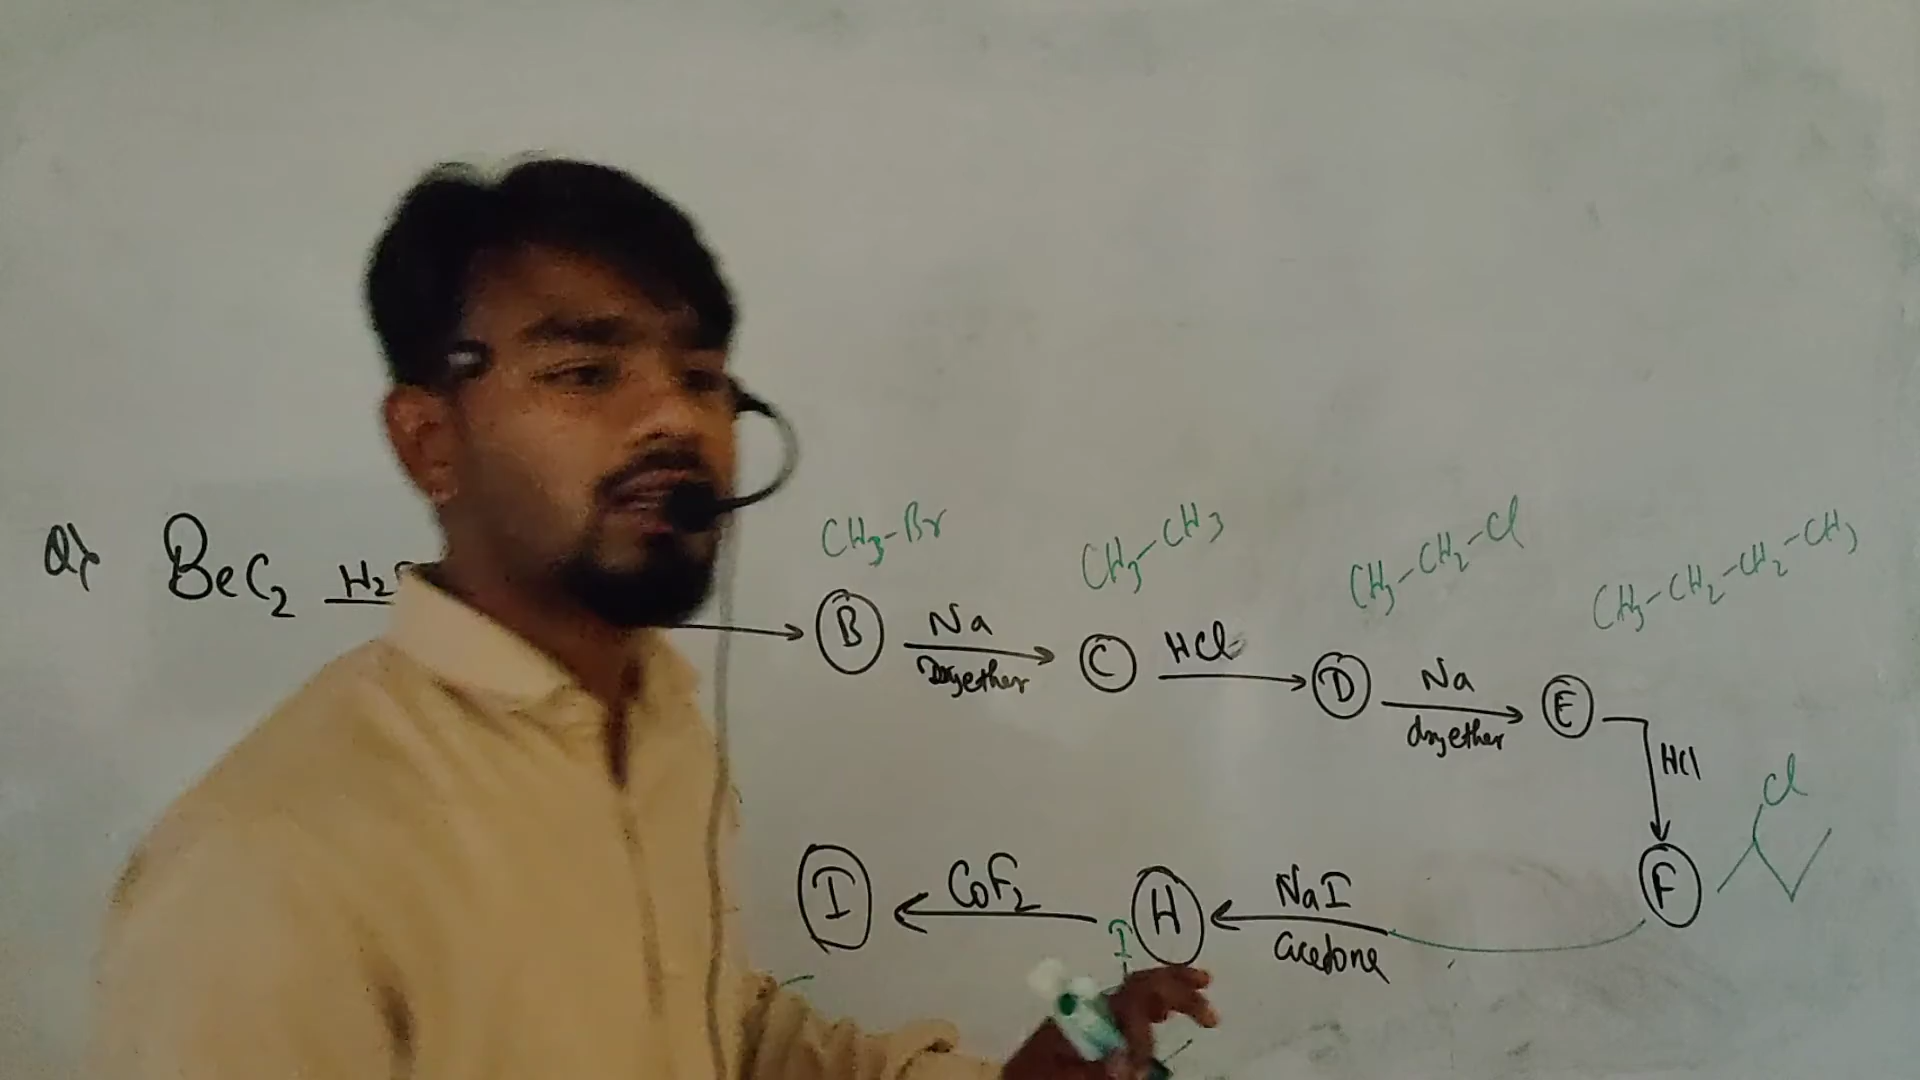 CH3-Br CH3-CH3 CH3-CH2-Cl CH3-CH2-CH2-CH3
Q) BeC2 H2
B Na dryether C HCl D Na dryether E
HCl
Cl
I CoF2 H NaI acetone F
I